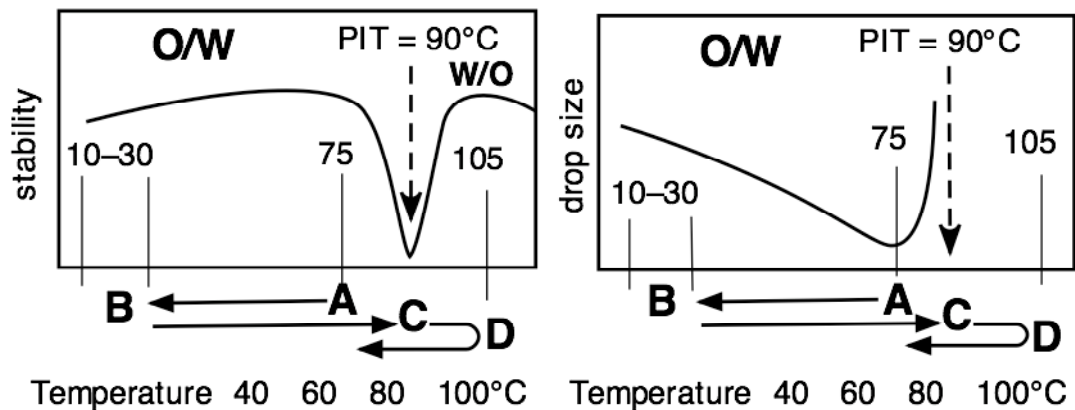 O/W PIT = 90°C
W/O
stability
10–30 75 105
B A C D
Temperature 40 60 80 100°C
O/W PIT = 90°C
drop size
75 105
10–30
B A C D
Temperature 40 60 80 100°C